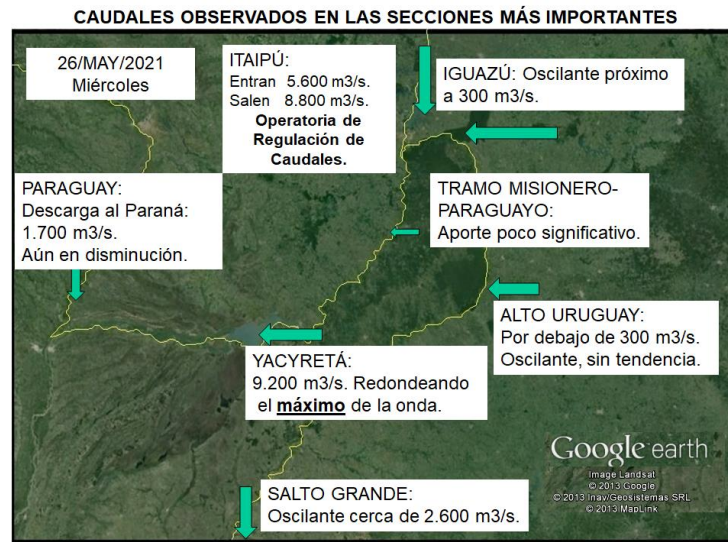 CAUDALES OBSERVADOS EN LAS SECCIONES MÁS IMPORTANTES
26/MAY/2021
Miércoles
ITAIPÚ:
Entran 5.600 m3/s.
Salen 8.800 m3/s.
Operatoria de
Regulación de
Caudales.
IGUAZÚ: Oscilante próximo
a 300 m3/s.
PARAGUAY:
Descarga al Paraná:
1.700 m3/s.
Aún en disminución.
TRAMO MISIONERO-
PARAGUAYO:
Aporte poco significativo.
ALTO URUGUAY:
Por debajo de 300 m3/s.
Oscilante, sin tendencia.
YACYRETÁ:
9.200 m3/s. Redondeando
el máximo de la onda.
SALTO GRANDE:
Oscilante cerca de 2.600 m3/s.
Google earth
Image Landsat
© 2013 Google
© 2013 Inav/Geosistemas SRL
© 2013 MapLink